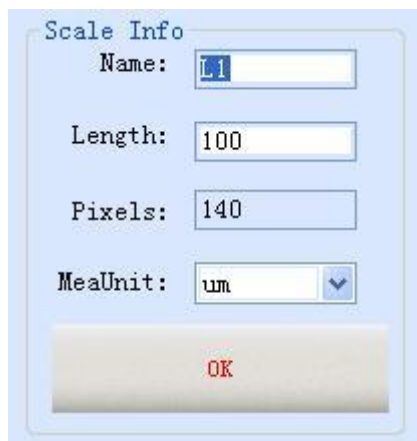 Scale Info
Name: L1
Length: 100
Pixels: 140
MeaUnit: um
OK